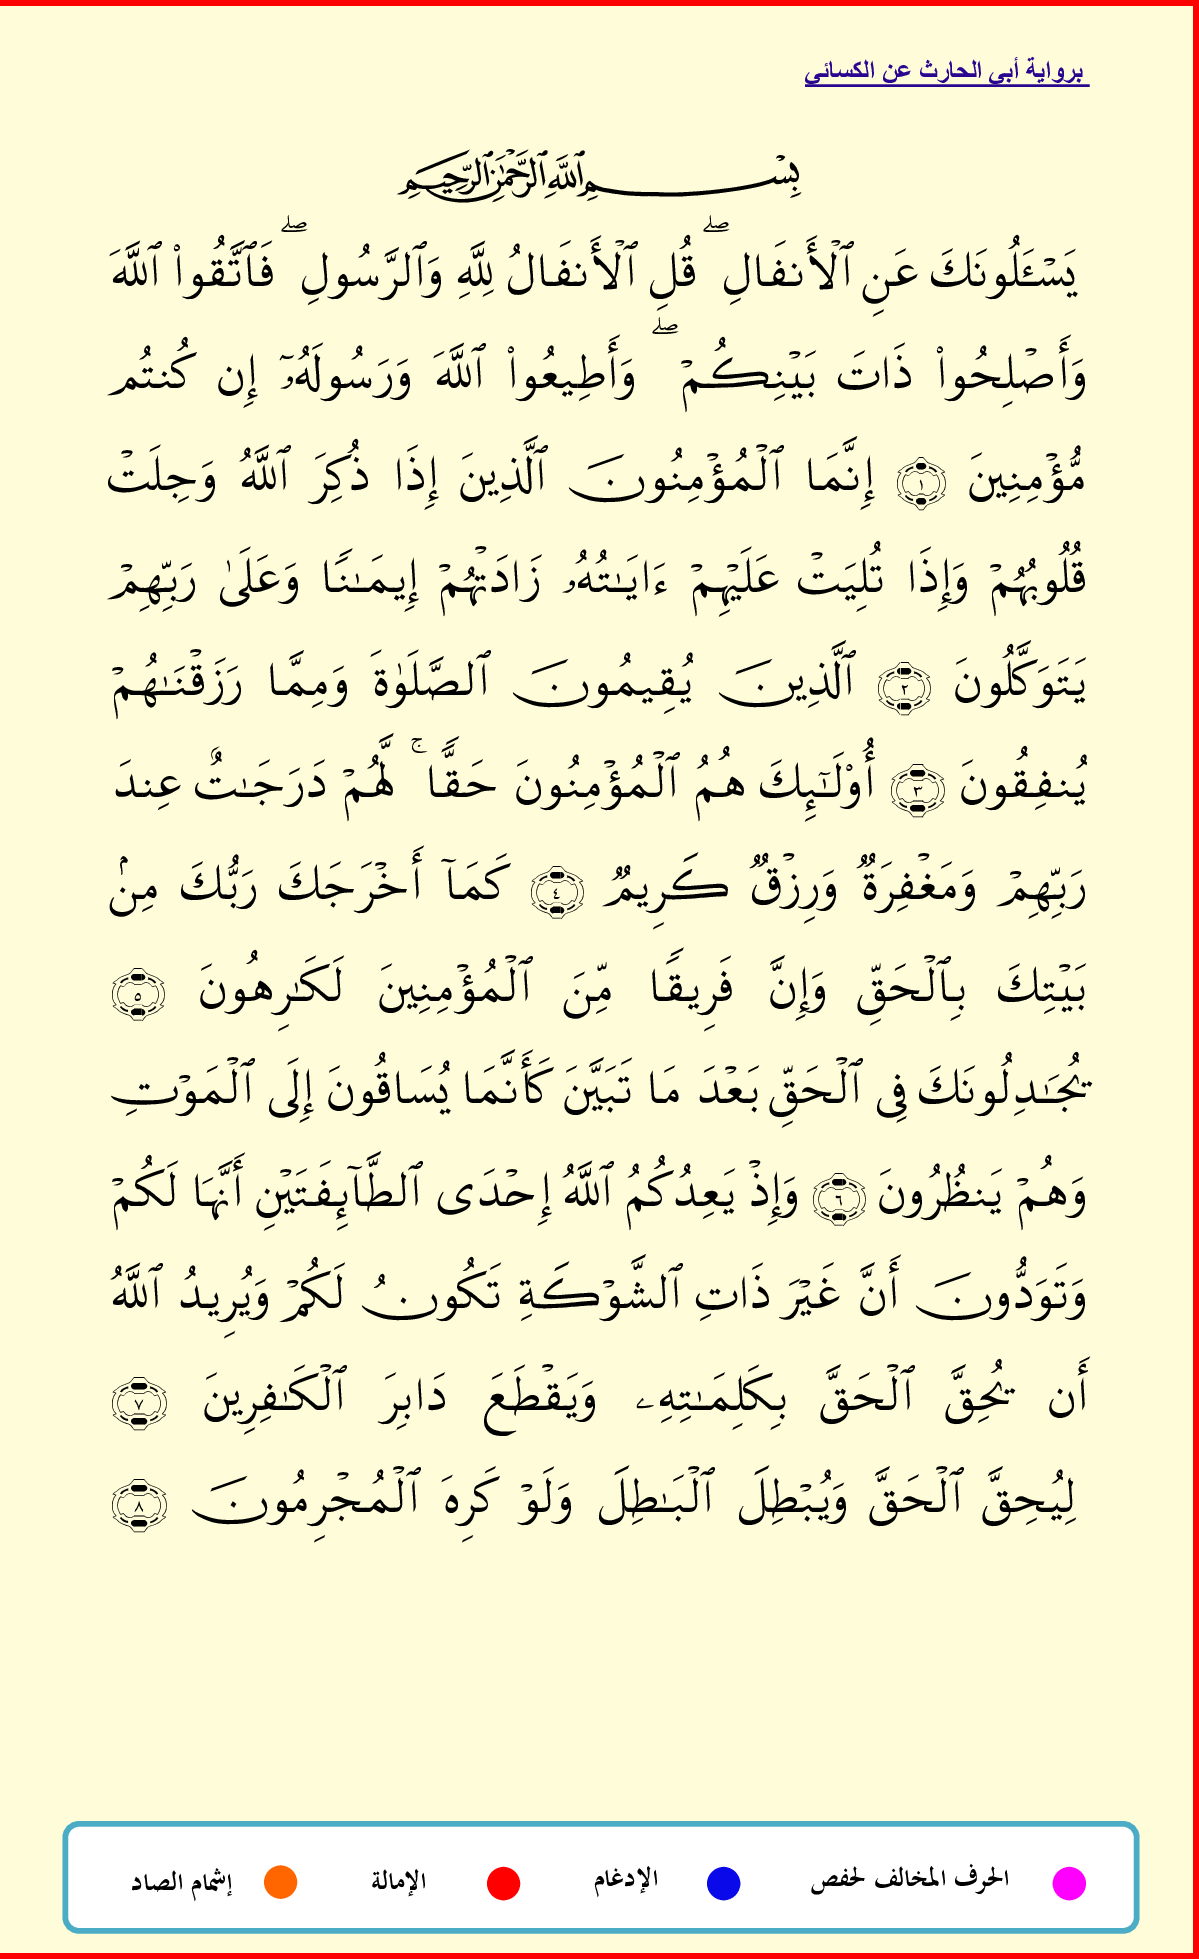 برواية أبي الحارث عن الكسائي
بِسْمِ ٱللَّهِ ٱلرَّحْمَٰنِ ٱلرَّحِيمِ
يَسْـَٔلُونَكَ عَنِ ٱلْأَنفَالِ ۖ قُلِ ٱلْأَنفَالُ لِلَّهِ وَٱلرَّسُولِ ۖ فَٱتَّقُوا۟ ٱللَّهَ
وَأَصْلِحُوا۟ ذَاتَ بَيْنِكُمْ ۖ وَأَطِيعُوا۟ ٱللَّهَ وَرَسُولَهُۥٓ إِن كُنتُم
مُّؤْمِنِينَ ١ إِنَّمَا ٱلْمُؤْمِنُونَ ٱلَّذِينَ إِذَا ذُكِرَ ٱللَّهُ وَجِلَتْ
قُلُوبُهُمْ وَإِذَا تُلِيَتْ عَلَيْهِمْ ءَايَـٰتُهُۥ زَادَتْهُمْ إِيمَـٰنًا وَعَلَىٰ رَبِّهِمْ
يَتَوَكَّلُونَ ٢ ٱلَّذِينَ يُقِيمُونَ ٱلصَّلَوٰةَ وَمِمَّا رَزَقْنَـٰهُمْ
يُنفِقُونَ ٣ أُو۟لَـٰٓئِكَ هُمُ ٱلْمُؤْمِنُونَ حَقًّا ۚ لَّهُمْ دَرَجَـٰتٌ عِندَ
رَبِّهِمْ وَمَغْفِرَةٌ وَرِزْقٌ كَرِيمٌ ٤ كَمَآ أَخْرَجَكَ رَبُّكَ مِنۢ
بَيْتِكَ بِٱلْحَقِّ وَإِنَّ فَرِيقًا مِّنَ ٱلْمُؤْمِنِينَ لَكَـٰرِهُونَ ٥
يُجَـٰدِلُونَكَ فِى ٱلْحَقِّ بَعْدَ مَا تَبَيَّنَ كَأَنَّمَا يُسَاقُونَ إِلَى ٱلْمَوْتِ
وَهُمْ يَنظُرُونَ ٦ وَإِذْ يَعِدُكُمُ ٱللَّهُ إِحْدَى ٱلطَّآئِفَتَيْنِ أَنَّهَا لَكُمْ
وَتَوَدُّونَ أَنَّ غَيْرَ ذَاتِ ٱلشَّوْكَةِ تَكُونُ لَكُمْ وَيُرِيدُ ٱللَّهُ
أَن يُحِقَّ ٱلْحَقَّ بِكَلِمَـٰتِهِۦ وَيَقْطَعَ دَابِرَ ٱلْكَـٰفِرِينَ ٧
لِيُحِقَّ ٱلْحَقَّ وَيُبْطِلَ ٱلْبَـٰطِلَ وَلَوْ كَرِهَ ٱلْمُجْرِمُونَ ٨
الحرف المخالف لحفص الإدغام الإمالة إشمام الصاد